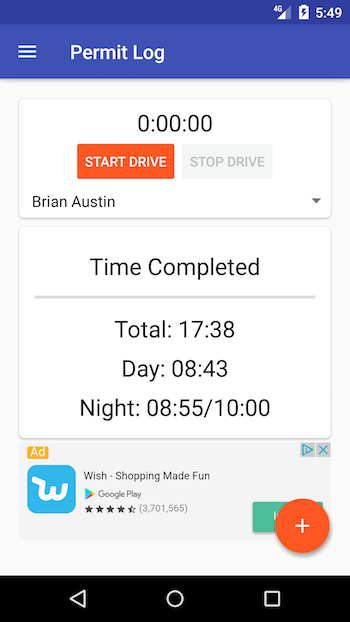 4G 5:49
Permit Log
0:00:00
START DRIVE STOP DRIVE
Brian Austin
Time Completed
Total: 17:38
Day: 08:43
Night: 08:55/10:00
Ad
Wish - Shopping Made Fun
Google Play
(3,701,565)